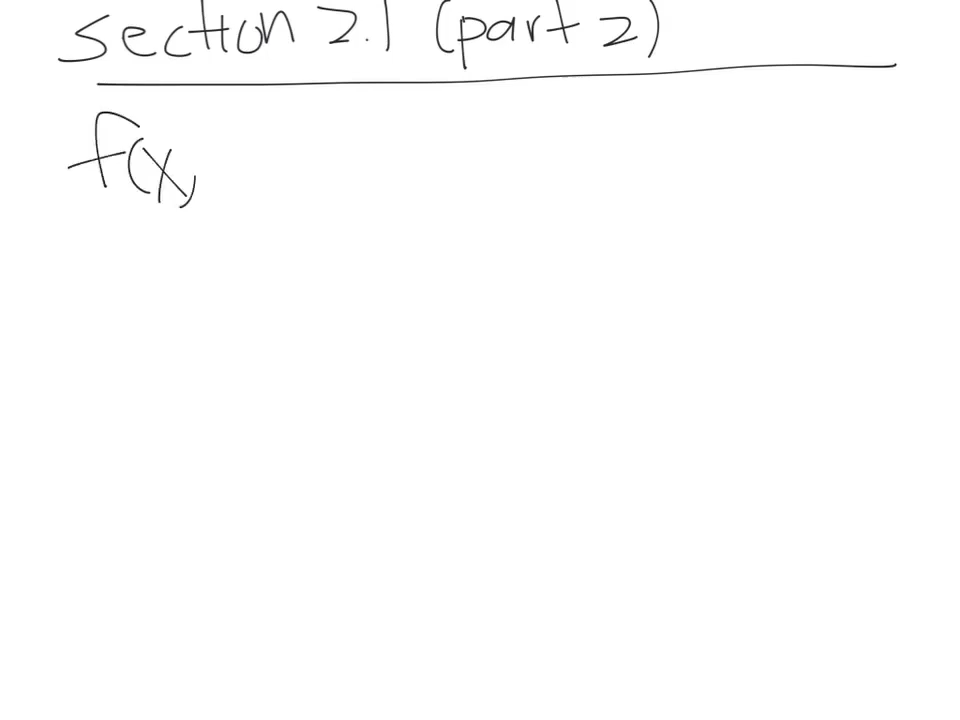 section 2.1 (part 2)
f(x)